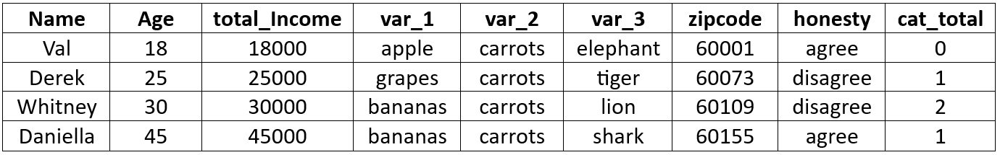 Name Age total_Income var_1 var_2 var_3 zipcode honesty cat_total
Val 18 18000 apple carrots elephant 60001 agree 0
Derek 25 25000 grapes carrots tiger 60073 disagree 1
Whitney 30 30000 bananas carrots lion 60109 disagree 2
Daniella 45 45000 bananas carrots shark 60155 agree 1